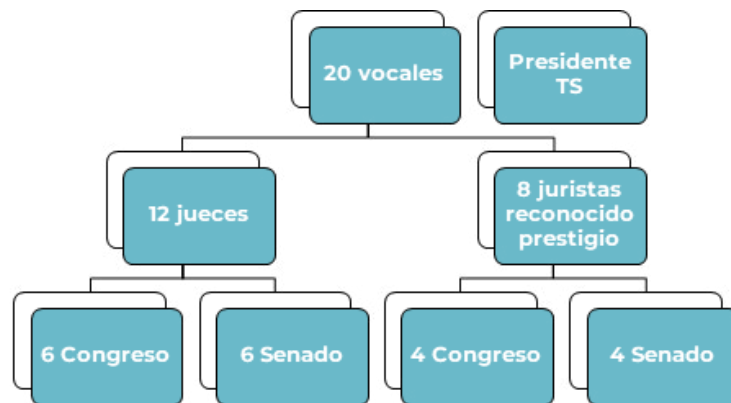 20 vocales
Presidente
TS
12 jueces
8 juristas
reconocido
prestigio
6 Congreso
6 Senado
4 Congreso
4 Senado